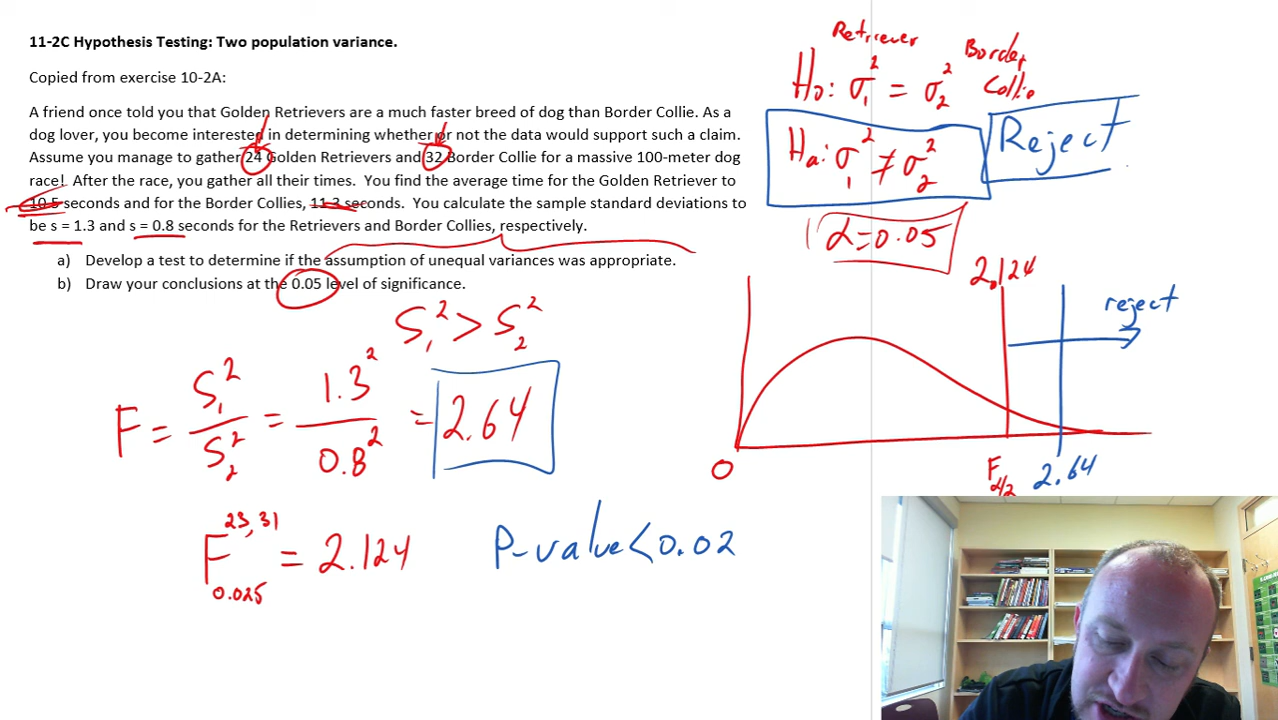 11-2C Hypothesis Testing: Two population variance.
Copied from exercise 10-2A:
A friend once told you that Golden Retrievers are a much faster breed of dog than Border Collie. As a
dog lover, you become interested in determining whether or not the data would support such a claim.
Assume you manage to gather 24 Golden Retrievers and 32 Border Collie for a massive 100-meter dog
race! After the race, you gather all their times. You find the average time for the Golden Retriever to
10.5 seconds and for the Border Collies, 11.3 seconds. You calculate the sample standard deviations to
be s = 1.3 and s = 0.8 seconds for the Retrievers and Border Collies, respectively.
a) Develop a test to determine if the assumption of unequal variances was appropriate.
b) Draw your conclusions at the 0.05 level of significance.
S₁² > S₂²
F = S₁²/S₂² = 1.3²/0.8² = 2.64
F 23,31 0.025 = 2.124
P-value < 0.02
Retriever Border Collie
H₀: σ₁² = σ₂²
Hₐ: σ₁² ≠ σ₂² Reject
α = 0.05
2.124
reject
0 F α/2 2.64